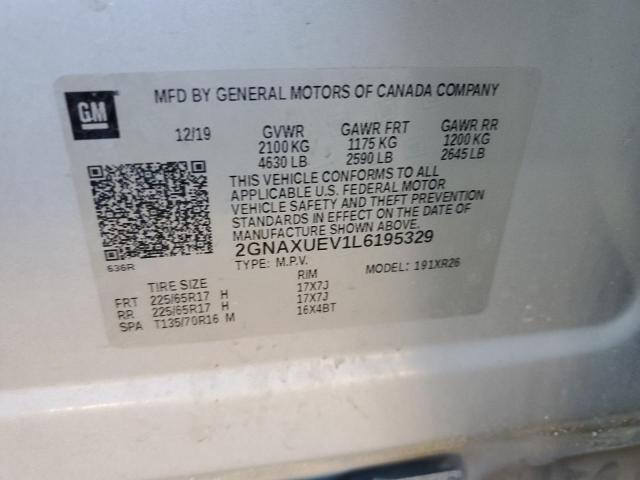 GM
MFD BY GENERAL MOTORS OF CANADA COMPANY
12/19 GVWR GAWR FRT GAWR RR
2100 KG 1175 KG 1200 KG
4630 LB 2590 LB 2645 LB
THIS VEHICLE CONFORMS TO ALL
APPLICABLE U.S. FEDERAL MOTOR
VEHICLE SAFETY AND THEFT PREVENTION
STANDARDS IN EFFECT ON THE DATE OF
MANUFACTURE SHOWN ABOVE.
2GNAXUEV1L6195329
636R TYPE: M.P.V. MODEL: 191XR26
TIRE SIZE RIM
FRT 225/65R17 H 17X7J
RR 225/65R17 H 17X7J
SPA T135/70R16 M 16X4BT